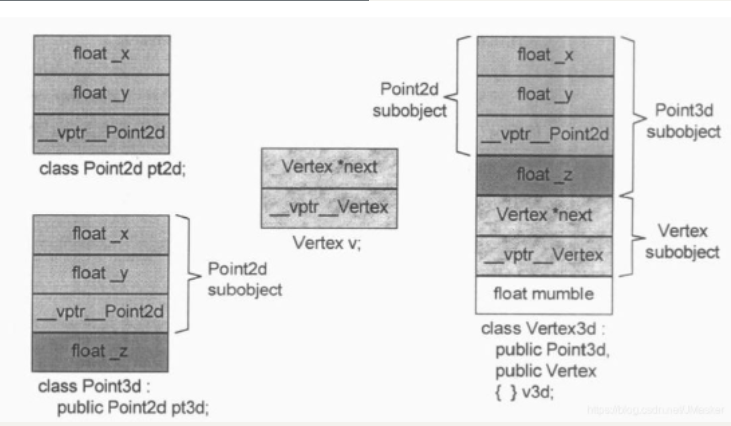 float _x
float _y
__vptr__Point2d
class Point2d pt2d;
float _x
float _y
__vptr__Point2d
float _z
Point2d
subobject
class Point3d :
public Point2d pt3d;
Vertex *next
__vptr__Vertex
Vertex v;
Point2d
subobject
float _x
float _y
__vptr__Point2d
float _z
Vertex *next
__vptr__Vertex
float mumble
Point3d
subobject
Vertex
subobject
class Vertex3d :
public Point3d,
public Vertex
{ } v3d;